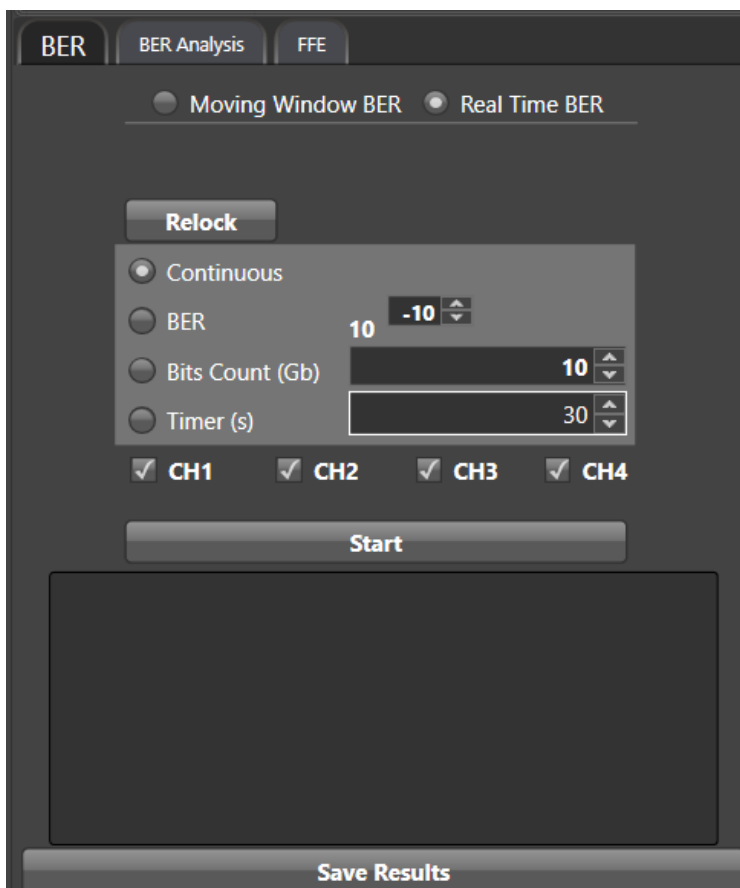 BER BER Analysis FFE
Moving Window BER Real Time BER
Relock
Continuous
BER 10 -10
Bits Count (Gb) 10
Timer (s) 30
CH1 CH2 CH3 CH4
Start
Save Results